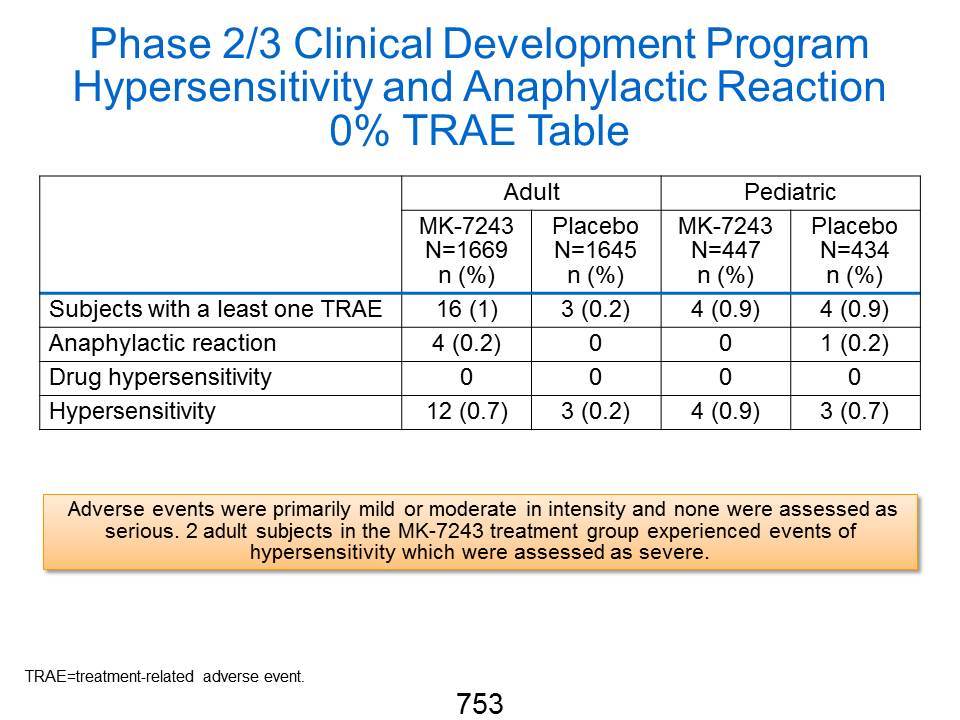 Phase 2/3 Clinical Development Program
Hypersensitivity and Anaphylactic Reaction
0% TRAE Table
Adult Pediatric
MK-7243 Placebo MK-7243 Placebo
N=1669 N=1645 N=447 N=434
n (%) n (%) n (%) n (%)
Subjects with a least one TRAE 16 (1) 3 (0.2) 4 (0.9) 4 (0.9)
Anaphylactic reaction 4 (0.2) 0 0 1 (0.2)
Drug hypersensitivity 0 0 0 0
Hypersensitivity 12 (0.7) 3 (0.2) 4 (0.9) 3 (0.7)
Adverse events were primarily mild or moderate in intensity and none were assessed as
serious. 2 adult subjects in the MK-7243 treatment group experienced events of
hypersensitivity which were assessed as severe.
TRAE=treatment-related adverse event.
753